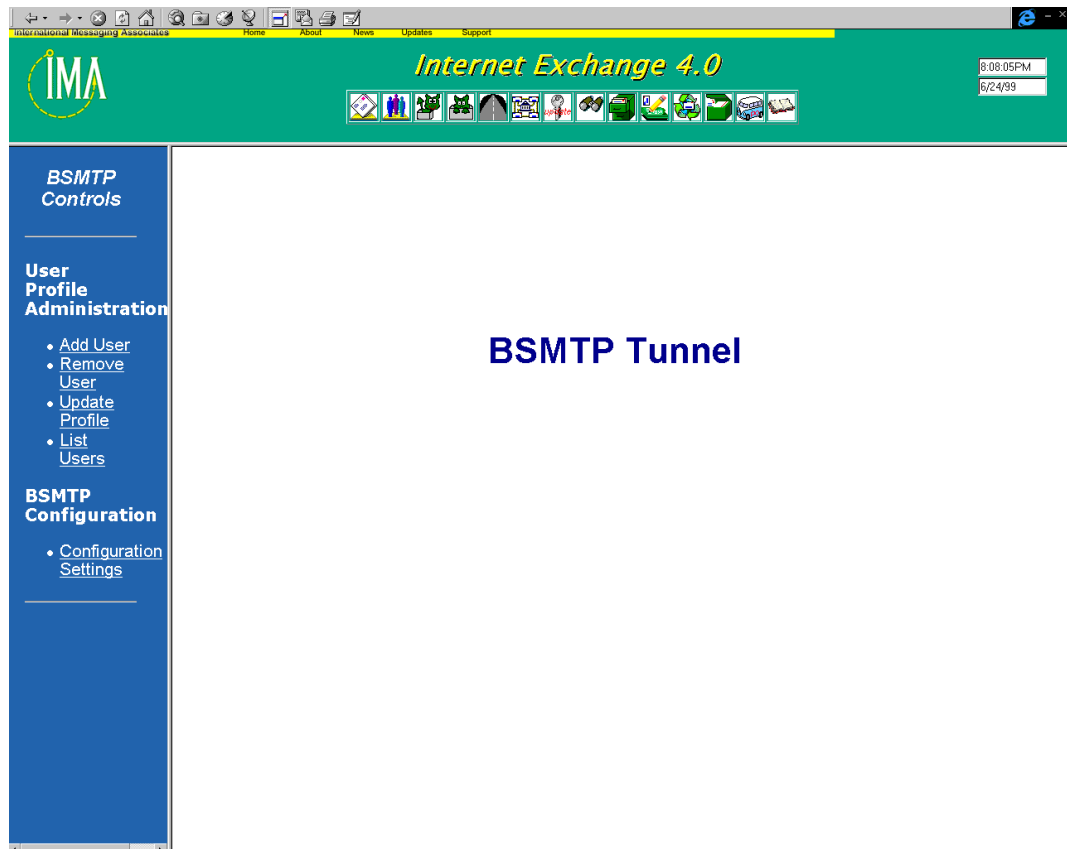 International Messaging Associates Home About News Updates Support
IMA
Internet Exchange 4.0
8:08:05PM
6/24/99
update
BSMTP
Controls
User
Profile
Administration
Add User
Remove
User
Update
Profile
List
Users
BSMTP
Configuration
Configuration
Settings
BSMTP Tunnel